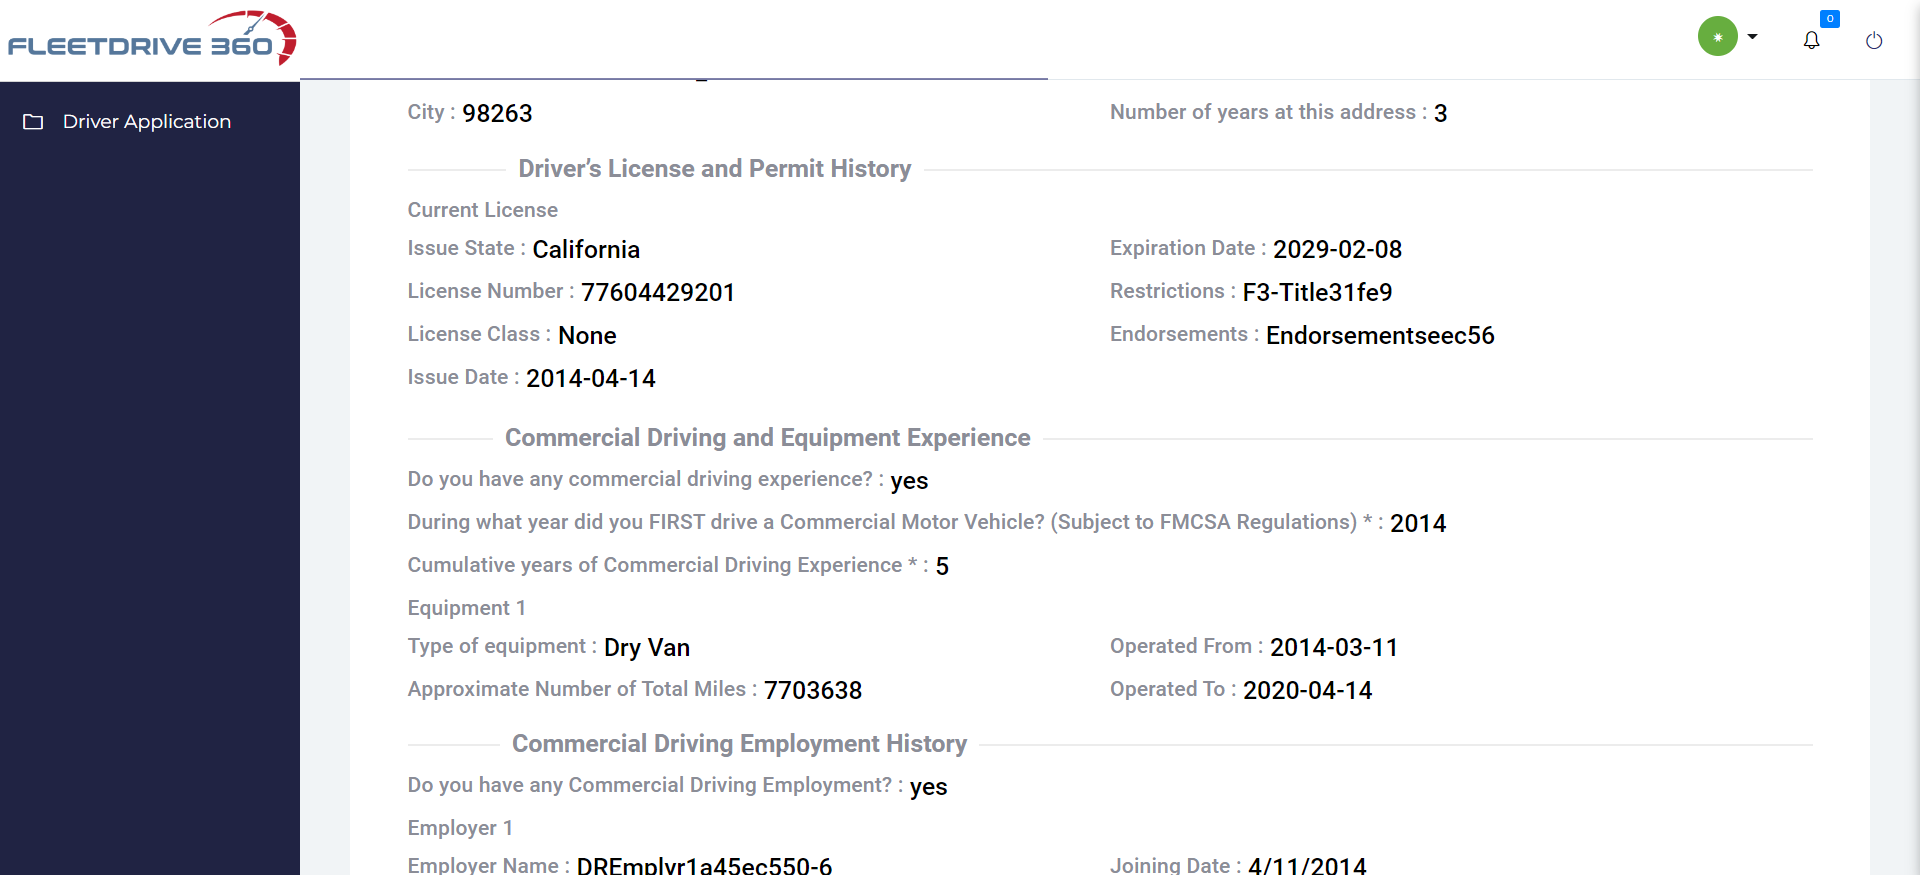 FLEETDRIVE 360
0
Driver Application
City : 98263
Number of years at this address : 3
Driver's License and Permit History
Current License
Issue State : California
Expiration Date : 2029-02-08
License Number : 77604429201
Restrictions : F3-Title31fe9
License Class : None
Endorsements : Endorsementseec56
Issue Date : 2014-04-14
Commercial Driving and Equipment Experience
Do you have any commercial driving experience? : yes
During what year did you FIRST drive a Commercial Motor Vehicle? (Subject to FMCSA Regulations) * : 2014
Cumulative years of Commercial Driving Experience * : 5
Equipment 1
Type of equipment : Dry Van
Operated From : 2014-03-11
Approximate Number of Total Miles : 7703638
Operated To : 2020-04-14
Commercial Driving Employment History
Do you have any Commercial Driving Employment? : yes
Employer 1
Employer Name : DREmplyr1a45ec550-6
Joining Date : 4/11/2014